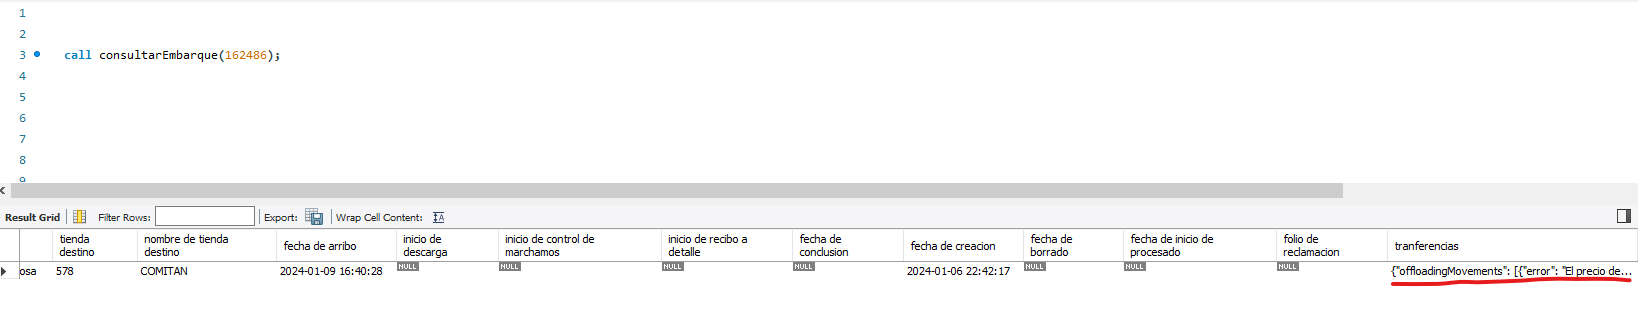 1
2
3 call consultarEmbarque(162486);
4
5
6
7
8
9
Result Grid Filter Rows: Export: Wrap Cell Content:
tienda destino nombre de tienda destino fecha de arribo inicio de descarga inicio de control de marchamos inicio de recibo a detalle fecha de conclusion fecha de creacion fecha de borrado fecha de inicio de procesado folio de reclamacion tranferencias
osa 578 COMITAN 2024-01-09 16:40:28 NULL NULL NULL NULL 2024-01-06 22:42:17 NULL NULL NULL {"offloadingMovements": [{"error": "El precio de...